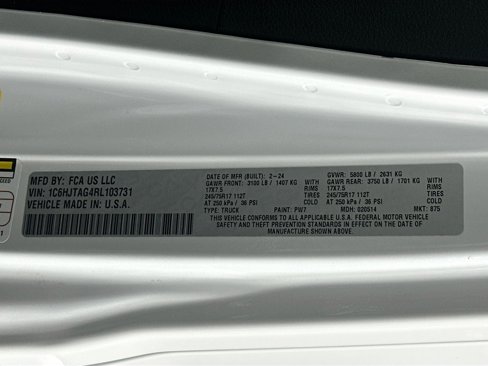 MFD BY: FCA US LLC
VIN: 1C6HJTAG4RL103731
VEHICLE MADE IN U.S.A.
DATE OF MFR (BUILT): 2-24
GAWR FRONT: 3100 LB / 1407 KG
17X7.5 RIMS
245/75R17 112T TIRES
AT 250 kPa / 36 PSI COLD
TYPE: TRUCK
PAINT: PW7
GVWR: 5800 LB / 2631 KG
GAWR REAR: 3750 LB / 1701 KG
17X7.5 RIMS
245/75R17 112T TIRES
AT 250 kPa / 36 PSI COLD
MDH: 020514
MKT: 875
THIS VEHICLE CONFORMS TO ALL APPLICABLE U.S.A. FEDERAL MOTOR VEHICLE
SAFETY AND THEFT PREVENTION STANDARDS IN EFFECT ON THE DATE OF
MANUFACTURE SHOWN ABOVE.